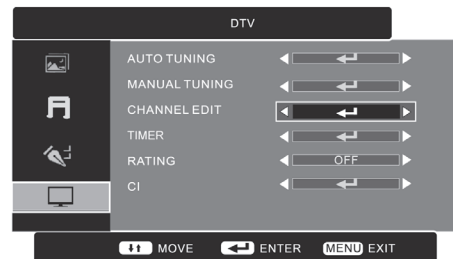 DTV
AUTO TUNING
MANUAL TUNING
CHANNEL EDIT
TIMER
RATING OFF
CI
MOVE ENTER MENU EXIT